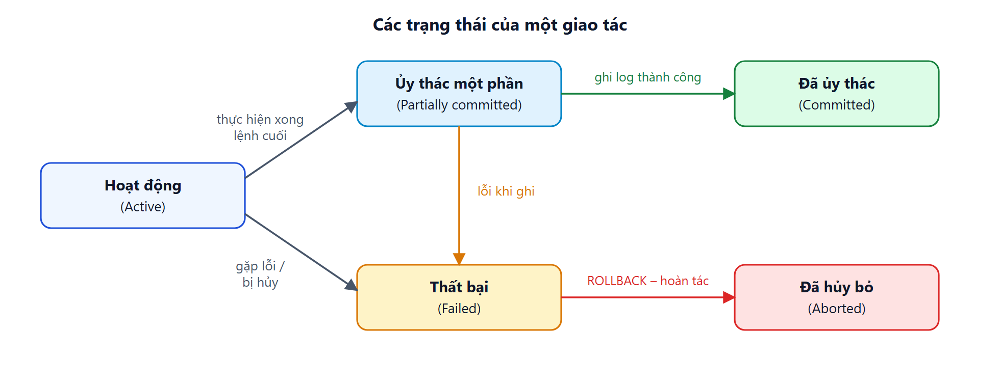 Các trạng thái của một giao tác
Ủy thác một phần
(Partially committed)
ghi log thành công
Đã ủy thác
(Committed)
thực hiện xong
lệnh cuối
Hoạt động
(Active)
lỗi khi ghi
gặp lỗi /
bị hủy
Thất bại
(Failed)
ROLLBACK – hoàn tác
Đã hủy bỏ
(Aborted)